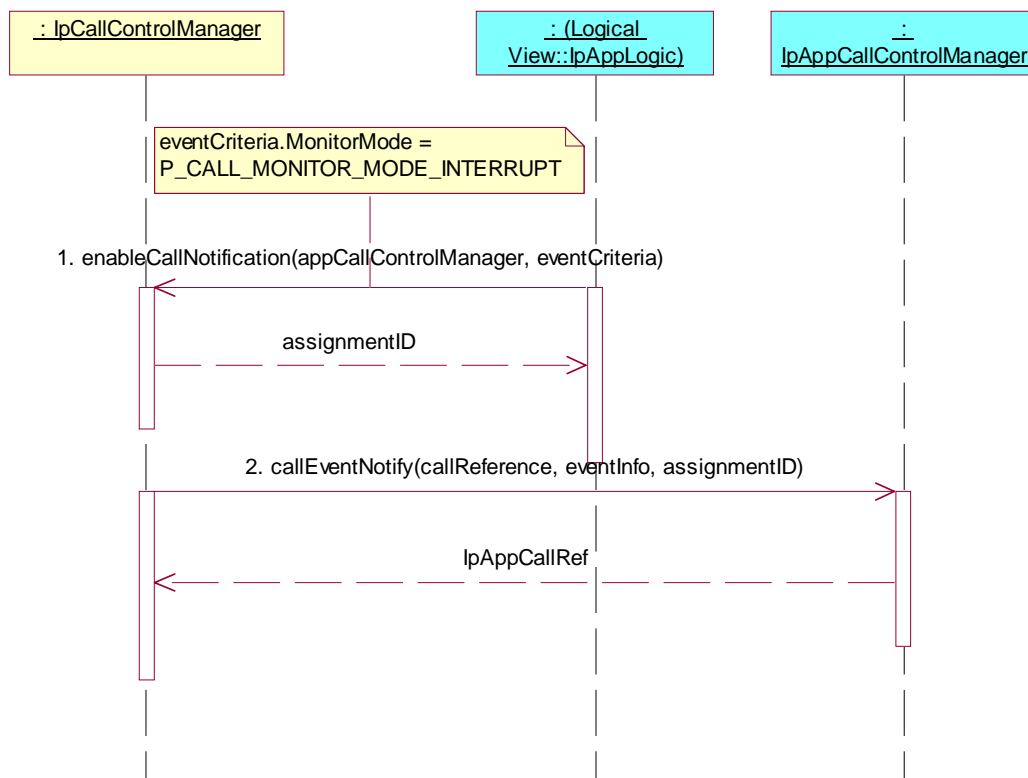 : IpCallControlManager
: (Logical
View::IpAppLogic)
:
IpAppCallControlManager
eventCriteria.MonitorMode =
P_CALL_MONITOR_MODE_INTERRUPT
1. enableCallNotification(appCallControlManager, eventCriteria)
assignmentID
2. callEventNotify(callReference, eventInfo, assignmentID)
IpAppCallRef